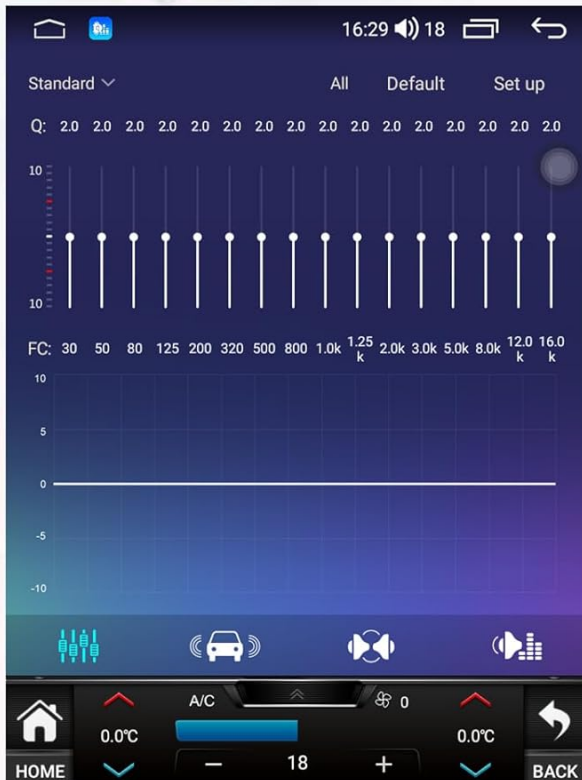 16:29 18
Standard All Default Set up
Q: 2.0 2.0 2.0 2.0 2.0 2.0 2.0 2.0 2.0 2.0 2.0 2.0 2.0 2.0 2.0 2.0
10
10
FC: 30 50 80 125 200 320 500 800 1.0k 1.25k 2.0k 3.0k 5.0k 8.0k 12.0k 16.0k
10
5
0
-5
-10
A/C 0
0.0°C 0.0°C
HOME − 18 + BACK